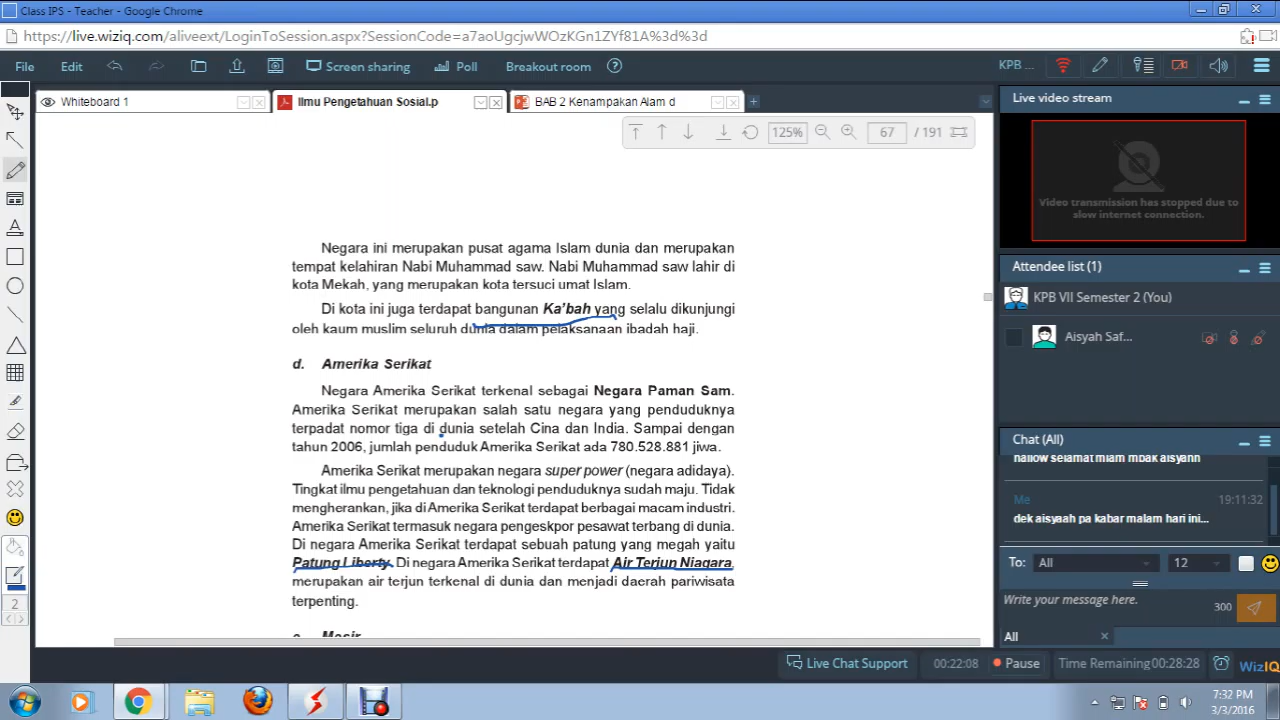 Class IPS - Teacher - Google Chrome
https://live.wiziq.com/aliveext/LoginToSession.aspx?SessionCode=a7aoUgcjwWOzKGn1ZYf81A%3d%3d
File Edit Screen sharing Poll Breakout room ? KPB ...
Whiteboard 1 Ilmu Pengetahuan Sosial.p BAB 2 Kenampakan Alam d
125% 67 / 191
Negara ini merupakan pusat agama Islam dunia dan merupakan
tempat kelahiran Nabi Muhammad saw. Nabi Muhammad saw lahir di
kota Mekah, yang merupakan kota tersuci umat Islam.
Di kota ini juga terdapat bangunan Ka'bah yang selalu dikunjungi
oleh kaum muslim seluruh dunia dalam pelaksanaan ibadah haji.
d. Amerika Serikat
Negara Amerika Serikat terkenal sebagai Negara Paman Sam.
Amerika Serikat merupakan salah satu negara yang penduduknya
terpadat nomor tiga di dunia setelah Cina dan India. Sampai dengan
tahun 2006, jumlah penduduk Amerika Serikat ada 780.528.881 jiwa.
Amerika Serikat merupakan negara super power (negara adidaya).
Tingkat ilmu pengetahuan dan teknologi penduduknya sudah maju. Tidak
mengherankan, jika di Amerika Serikat terdapat berbagai macam industri.
Amerika Serikat termasuk negara pengeskpor pesawat terbang di dunia.
Di negara Amerika Serikat terdapat sebuah patung yang megah yaitu
Patung Liberty. Di negara Amerika Serikat terdapat Air Terjun Niagara,
merupakan air terjun terkenal di dunia dan menjadi daerah pariwisata
terpenting.
e. Mesir
2
Live video stream
Video transmission has stopped due to
slow internet connection.
Attendee list (1)
KPB VII Semester 2 (You)
Aisyah Saf...
Chat (All)
hallow selamat mlam mbak aisyahh
Me 19:11:32
dek aisyaah pa kabar malam hari ini...
To: All 12
Write your message here. 300
All
Live Chat Support 00:22:08 Pause Time Remaining 00:28:28 WizIQ
7:32 PM
3/3/2016